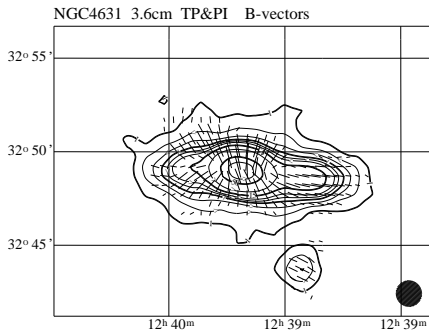 NGC4631 3.6cm TP&PI B-vectors
32° 55'
32° 50'
32° 45'
12ʰ 40ᵐ 12ʰ 39ᵐ 12ʰ 39ᵐ